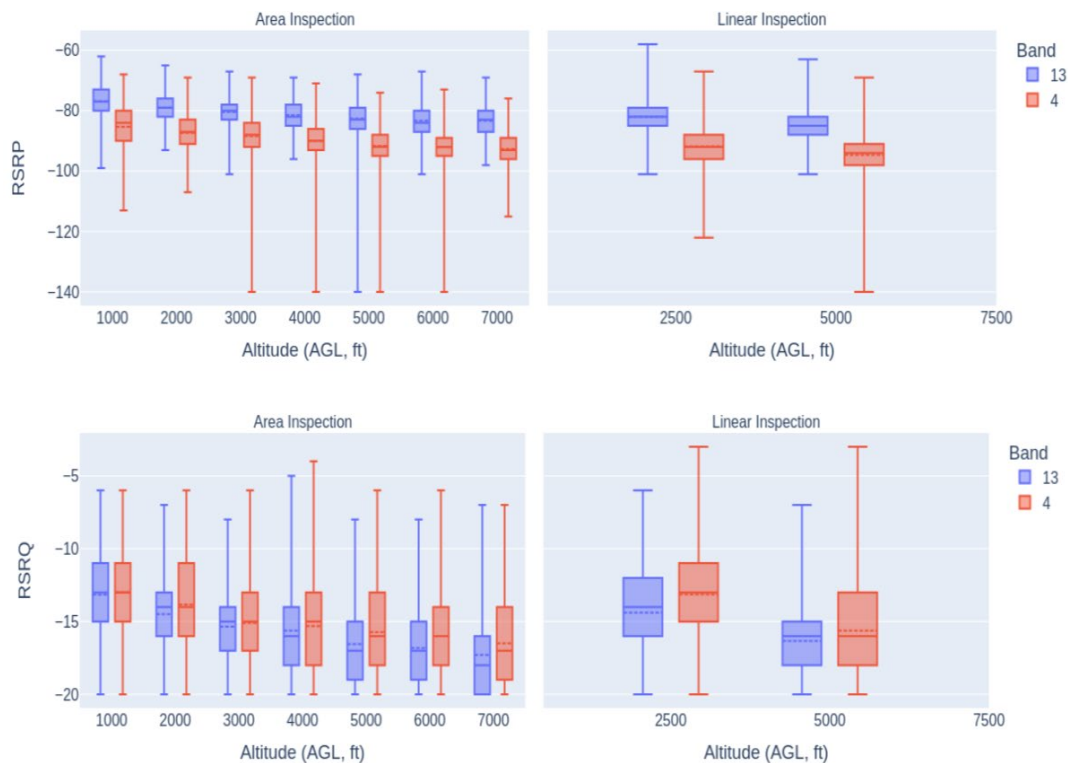 Area Inspection
Linear Inspection
Band
13
4
RSRP
−60
−80
−100
−120
−140
1000 2000 3000 4000 5000 6000 7000
2500 5000 7500
Altitude (AGL, ft)
Altitude (AGL, ft)
Area Inspection
Linear Inspection
Band
13
4
RSRQ
−5
−10
−15
−20
1000 2000 3000 4000 5000 6000 7000
2500 5000 7500
Altitude (AGL, ft)
Altitude (AGL, ft)